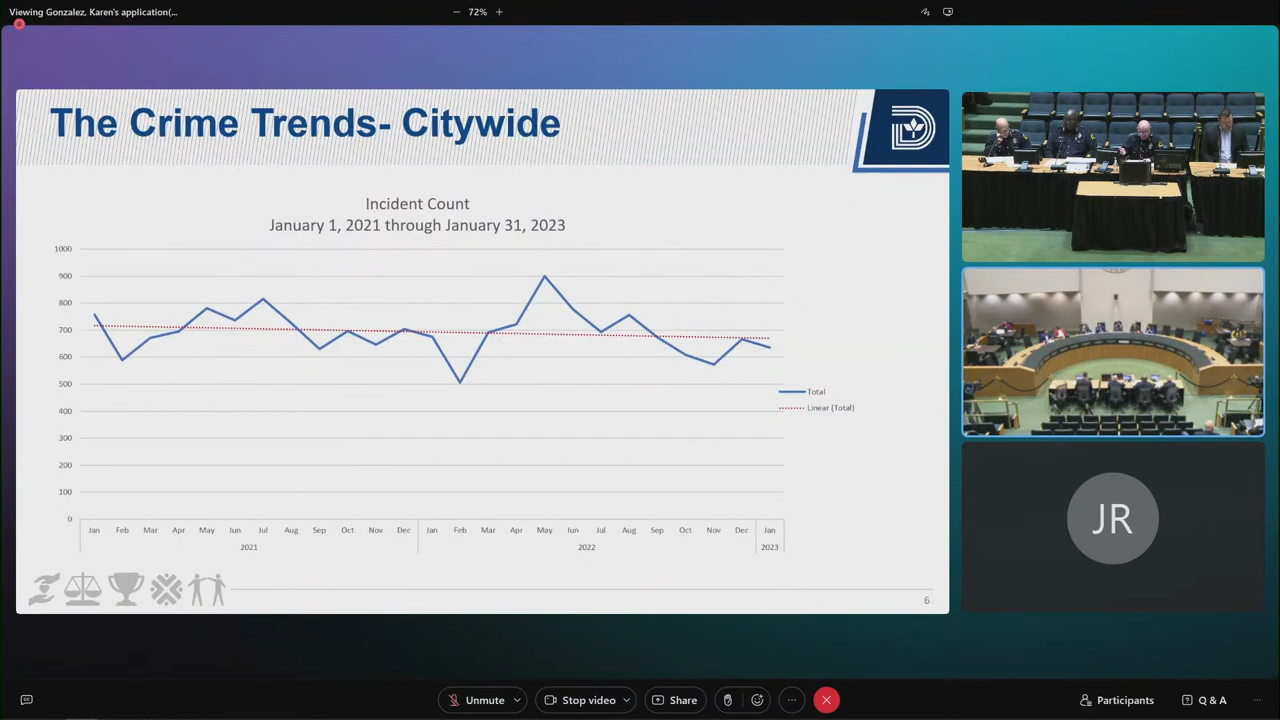 Viewing Gonzalez, Karen's application(...
− 72% +
The Crime Trends- Citywide
Incident Count
January 1, 2021 through January 31, 2023
1000
900
800
700
600
500
400
300
200
100
0
Total
Linear (Total)
Jan Feb Mar Apr May Jun Jul Aug Sep Oct Nov Dec Jan Feb Mar Apr May Jun Jul Aug Sep Oct Nov Dec Jan
2021 2022 2023
6
JR
Unmute Stop video Share Participants Q & A